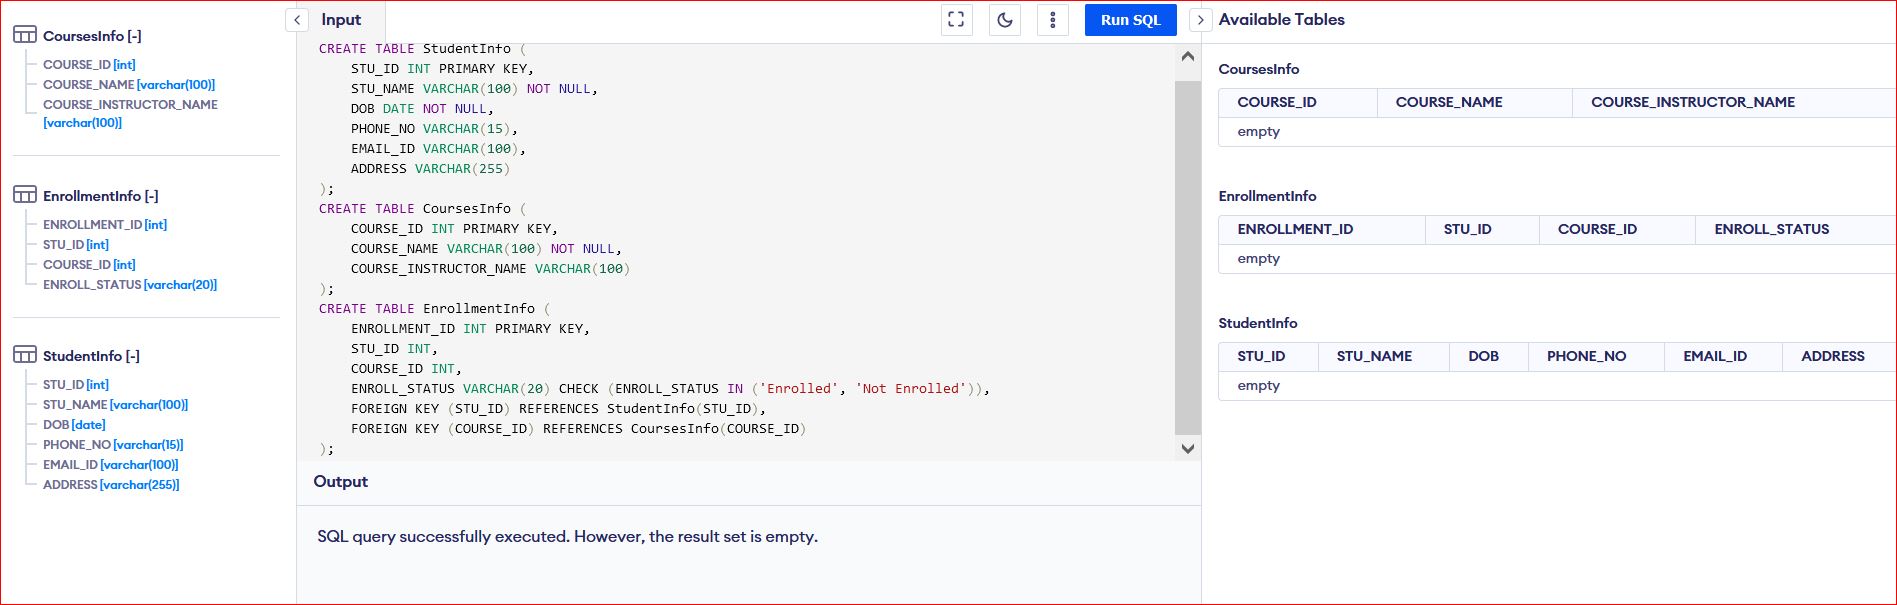 CoursesInfo [-]
COURSE_ID [int]
COURSE_NAME [varchar(100)]
COURSE_INSTRUCTOR_NAME
[varchar(100)]
EnrollmentInfo [-]
ENROLLMENT_ID [int]
STU_ID [int]
COURSE_ID [int]
ENROLL_STATUS [varchar(20)]
StudentInfo [-]
STU_ID [int]
STU_NAME [varchar(100)]
DOB [date]
PHONE_NO [varchar(15)]
EMAIL_ID [varchar(100)]
ADDRESS [varchar(255)]
Input
Run SQL
CREATE TABLE StudentInfo (
    STU_ID INT PRIMARY KEY,
    STU_NAME VARCHAR(100) NOT NULL,
    DOB DATE NOT NULL,
    PHONE_NO VARCHAR(15),
    EMAIL_ID VARCHAR(100),
    ADDRESS VARCHAR(255)
);
CREATE TABLE CoursesInfo (
    COURSE_ID INT PRIMARY KEY,
    COURSE_NAME VARCHAR(100) NOT NULL,
    COURSE_INSTRUCTOR_NAME VARCHAR(100)
);
CREATE TABLE EnrollmentInfo (
    ENROLLMENT_ID INT PRIMARY KEY,
    STU_ID INT,
    COURSE_ID INT,
    ENROLL_STATUS VARCHAR(20) CHECK (ENROLL_STATUS IN ('Enrolled', 'Not Enrolled')),
    FOREIGN KEY (STU_ID) REFERENCES StudentInfo(STU_ID),
    FOREIGN KEY (COURSE_ID) REFERENCES CoursesInfo(COURSE_ID)
);
Output
SQL query successfully executed. However, the result set is empty.
Available Tables
CoursesInfo
COURSE_ID COURSE_NAME COURSE_INSTRUCTOR_NAME
empty
EnrollmentInfo
ENROLLMENT_ID STU_ID COURSE_ID ENROLL_STATUS
empty
StudentInfo
STU_ID STU_NAME DOB PHONE_NO EMAIL_ID ADDRESS
empty